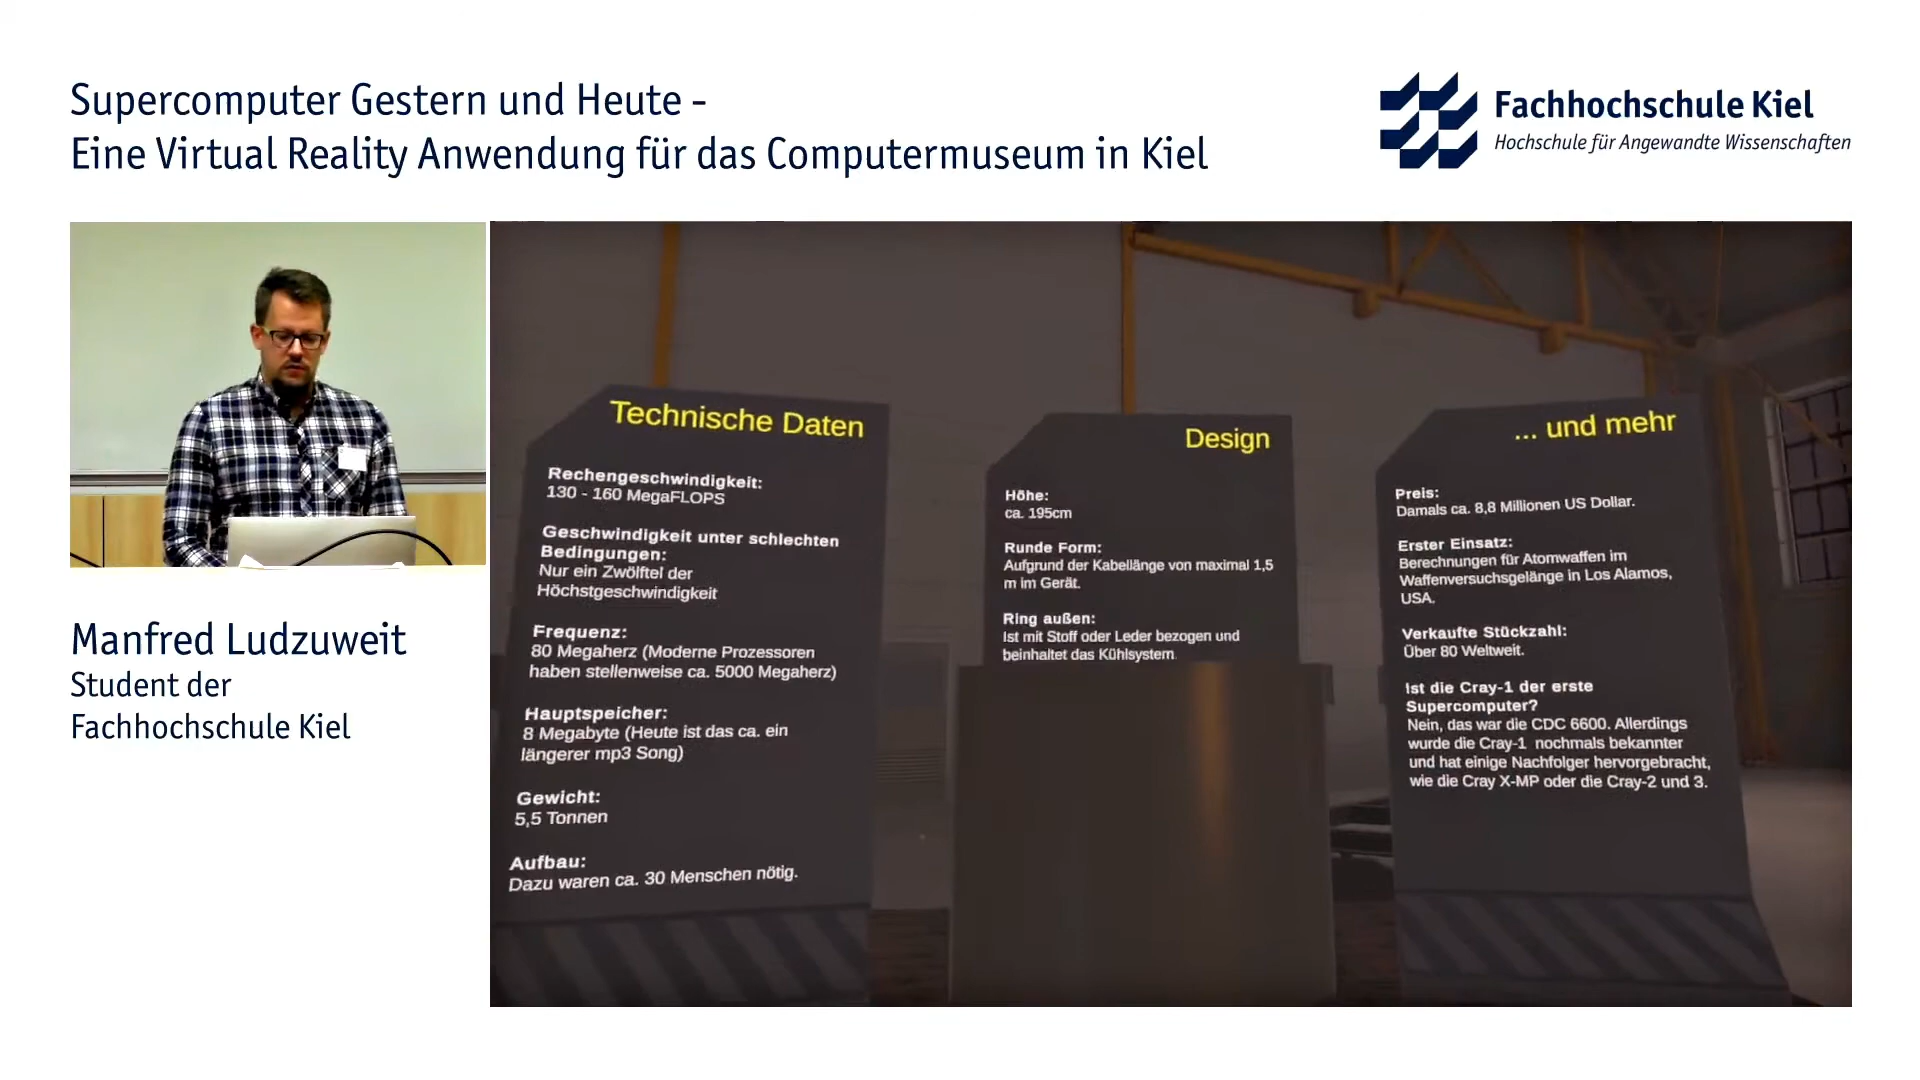 Supercomputer Gestern und Heute -
Eine Virtual Reality Anwendung für das Computermuseum in Kiel
Fachhochschule Kiel
Hochschule für Angewandte Wissenschaften
Manfred Ludzuweit
Student der
Fachhochschule Kiel
Technische Daten
Rechengeschwindigkeit:
130 - 160 MegaFLOPS
Geschwindigkeit unter schlechten
Bedingungen:
Nur ein Zwölftel der
Höchstgeschwindigkeit
Frequenz:
80 Megaherz (Moderne Prozessoren
haben stellenweise ca. 5000 Megaherz)
Hauptspeicher:
8 Megabyte (Heute ist das ca. ein
längerer mp3 Song)
Gewicht:
5,5 Tonnen
Aufbau:
Dazu waren ca. 30 Menschen nötig.
Design
Höhe:
ca. 195cm
Runde Form:
Aufgrund der Kabellänge von maximal 1,5
m im Gerät.
Ring außen:
Ist mit Stoff oder Leder bezogen und
beinhaltet das Kühlsystem.
... und mehr
Preis:
Damals ca. 8,8 Millionen US Dollar.
Erster Einsatz:
Berechnungen für Atomwaffen im
Waffenversuchsgelänge in Los Alamos,
USA.
Verkaufte Stückzahl:
Über 80 Weltweit.
Ist die Cray-1 der erste
Supercomputer?
Nein, das war die CDC 6600. Allerdings
wurde die Cray-1 nochmals bekannter
und hat einige Nachfolger hervorgebracht,
wie die Cray X-MP oder die Cray-2 und 3.